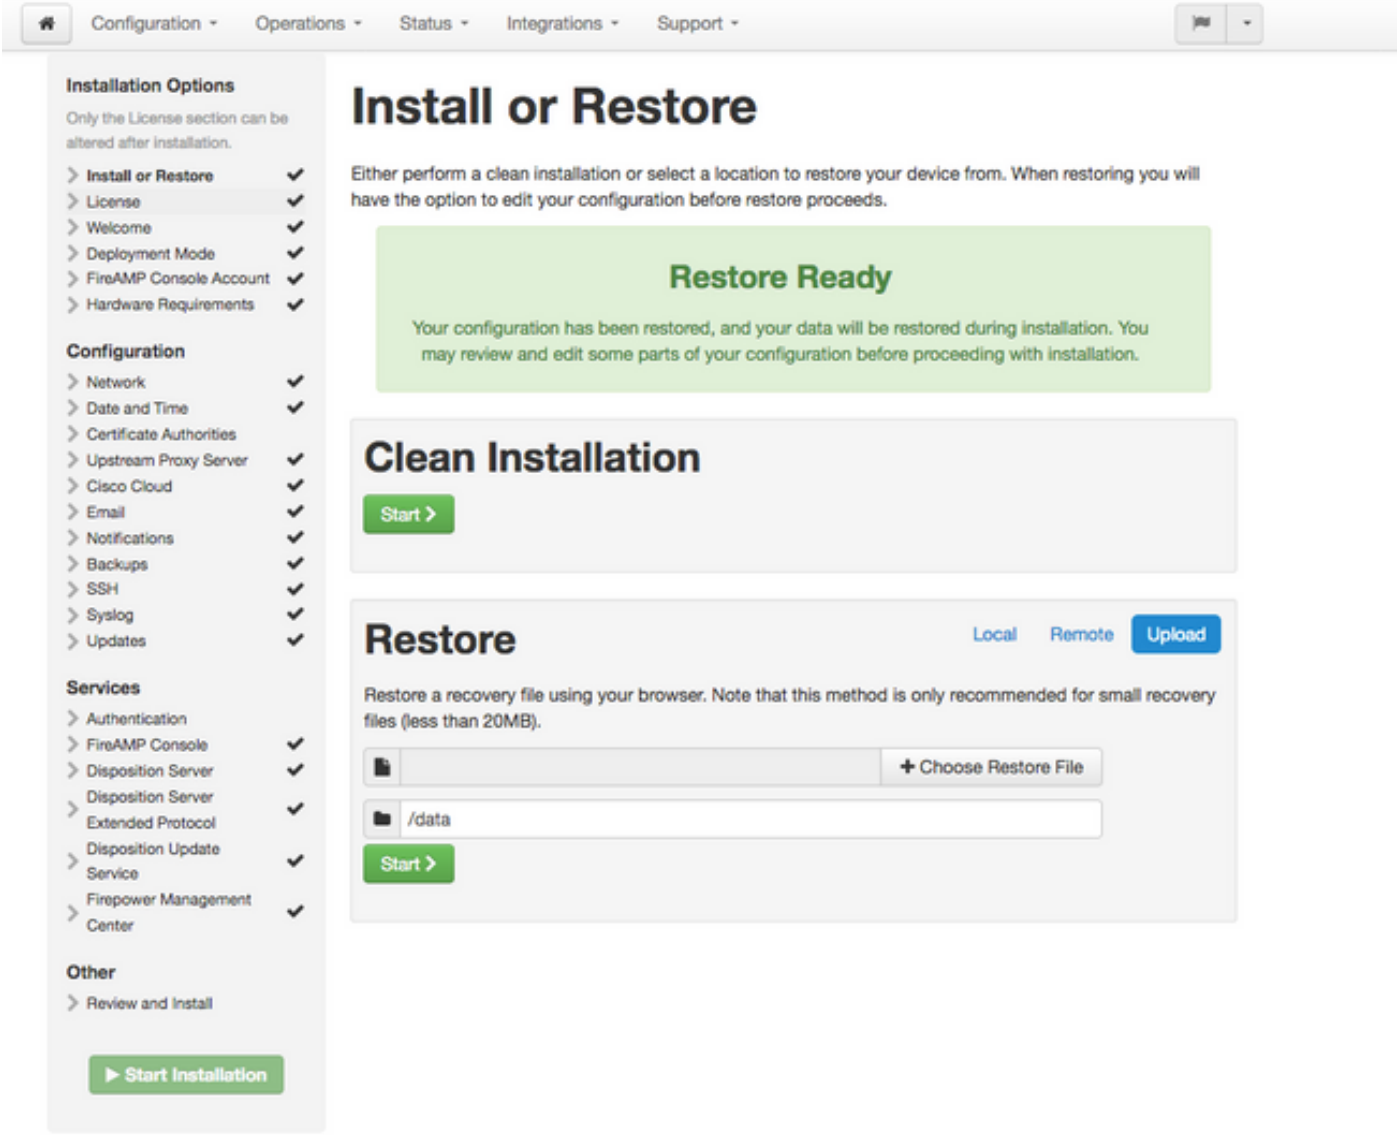 Configuration Operations Status Integrations Support
Installation Options
Only the License section can be
altered after installation.
Install or Restore
License
Welcome
Deployment Mode
FireAMP Console Account
Hardware Requirements
Configuration
Network
Date and Time
Certificate Authorities
Upstream Proxy Server
Cisco Cloud
Email
Notifications
Backups
SSH
Syslog
Updates
Services
Authentication
FireAMP Console
Disposition Server
Disposition Server
Extended Protocol
Disposition Update
Service
Firepower Management
Center
Other
Review and Install
Start Installation
Install or Restore
Either perform a clean installation or select a location to restore your device from. When restoring you will
have the option to edit your configuration before restore proceeds.
Restore Ready
Your configuration has been restored, and your data will be restored during installation. You
may review and edit some parts of your configuration before proceeding with installation.
Clean Installation
Start
Restore
Local Remote Upload
Restore a recovery file using your browser. Note that this method is only recommended for small recovery
files (less than 20MB).
+ Choose Restore File
/data
Start